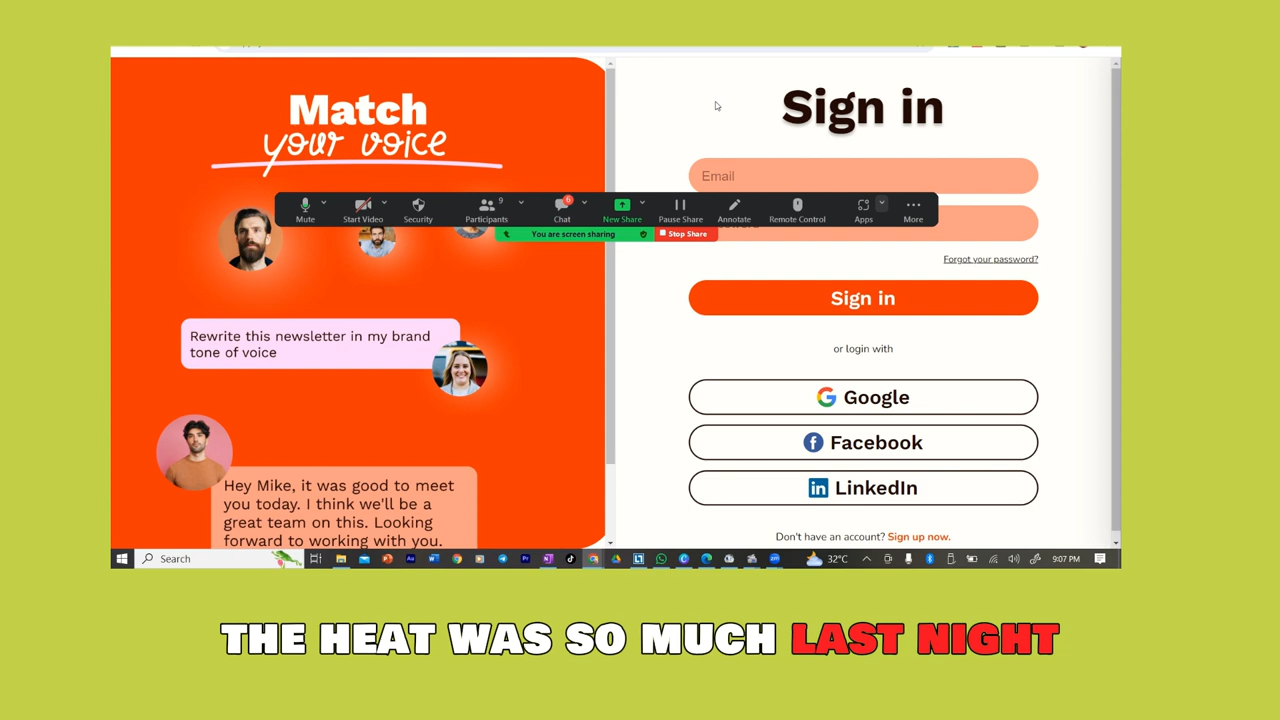 Match
your voice
Rewrite this newsletter in my brand
tone of voice
Hey Mike, it was good to meet
you today. I think we'll be a
great team on this. Looking
forward to working with you.
Mute
Start Video
Security
Participants 9
Chat 6
New Share
Pause Share
Annotate
Remote Control
Apps
More
You are screen sharing
Stop Share
Sign in
Email
Forgot your password?
Sign in
or login with
Google
Facebook
LinkedIn
Don't have an account? Sign up now.
Search
32°C
9:07 PM
THE HEAT WAS SO MUCH LAST NIGHT